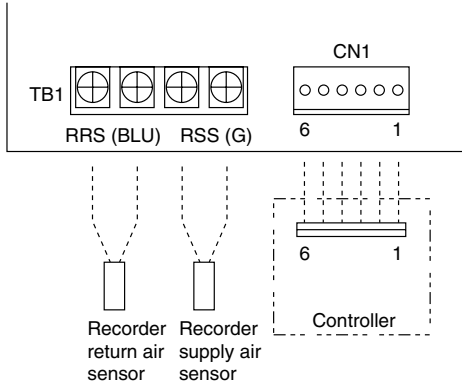 CN1
TB1
RRS (BLU) RSS (G)
6 1
6 1
Controller
Recorder
return air
sensor
Recorder
supply air
sensor